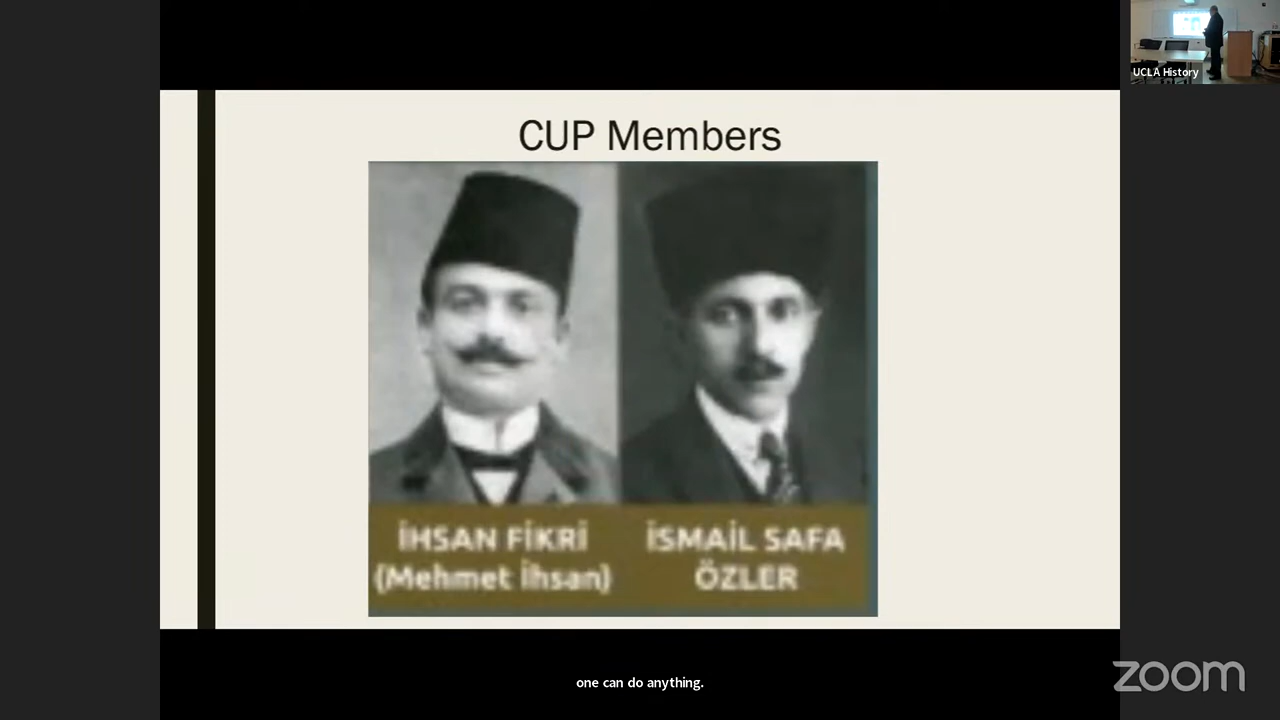 UCLA History
CUP Members
İHSAN FİKRİ
(Mehmet İhsan)
İSMAİL SAFA
ÖZLER
one can do anything.
zoom